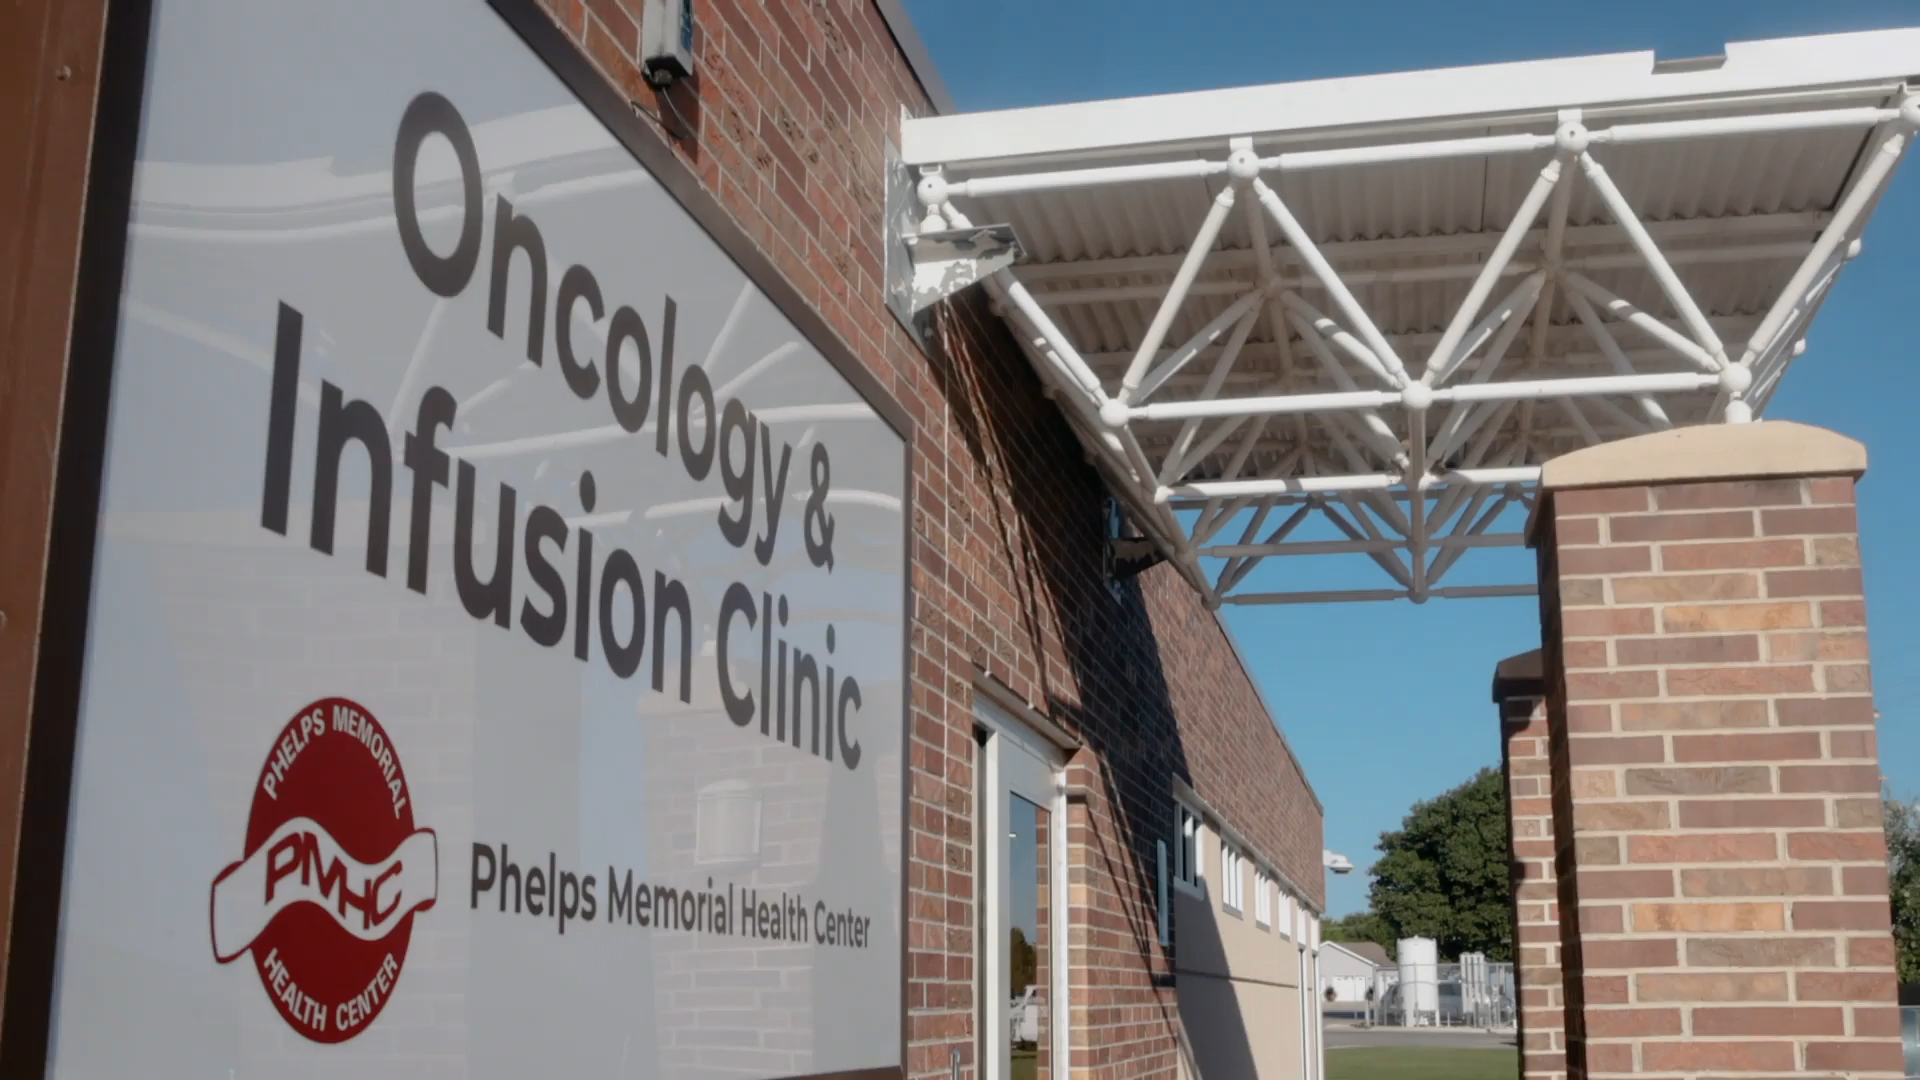 Oncology &
Infusion Clinic
PHELPS MEMORIAL
PMHC
HEALTH CENTER
Phelps Memorial Health Center